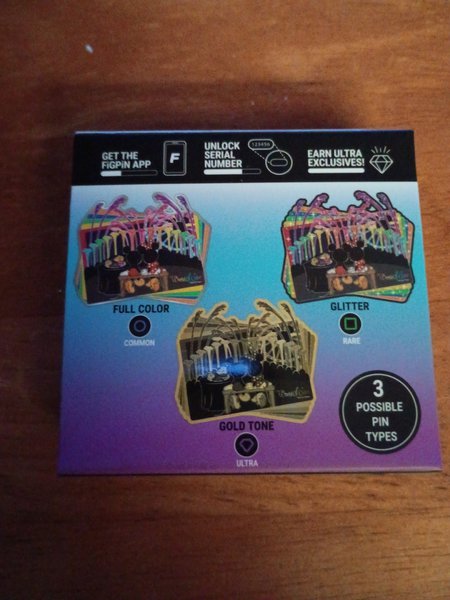 GET THE
FiGPiN APP
F
UNLOCK
SERIAL
NUMBER
123456
EARN ULTRA
EXCLUSIVES!
FULL COLOR
COMMON
GLITTER
RARE
GOLD TONE
ULTRA
3
POSSIBLE
PIN
TYPES